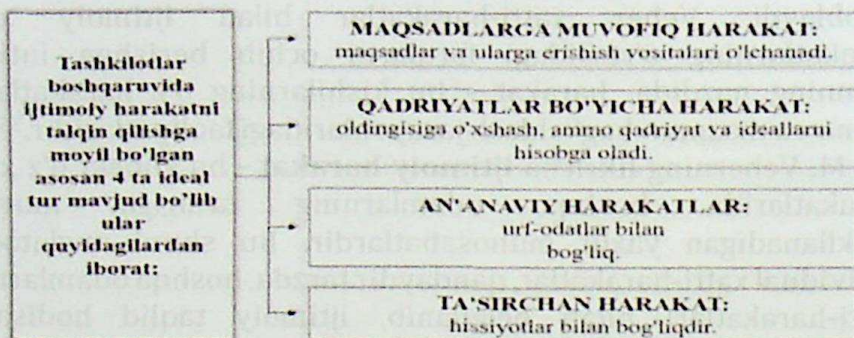 Tashkilotlar
boshqaruvida
ijtimoiy harakatni
talqin qilishga
moyil bo'lgan
asosan 4 ta ideal
tur mavjud bo'lib
ular
quyidagilardan
iborat:
MAQSADLARGA MUVOFIQ HARAKAT:
maqsadlar va ularga erishish vositalari o'lchanadi.
QADRIYATLAR BO'YICHA HARAKAT:
oldingisiga o'xshash, ammo qadriyat va ideallarni
hisobga oladi.
AN'ANAVIY HARAKATLAR:
urf-odatlar bilan
bog'liq.
TA'SIRCHAN HARAKAT:
hissiyotlar bilan bog'liqdir.